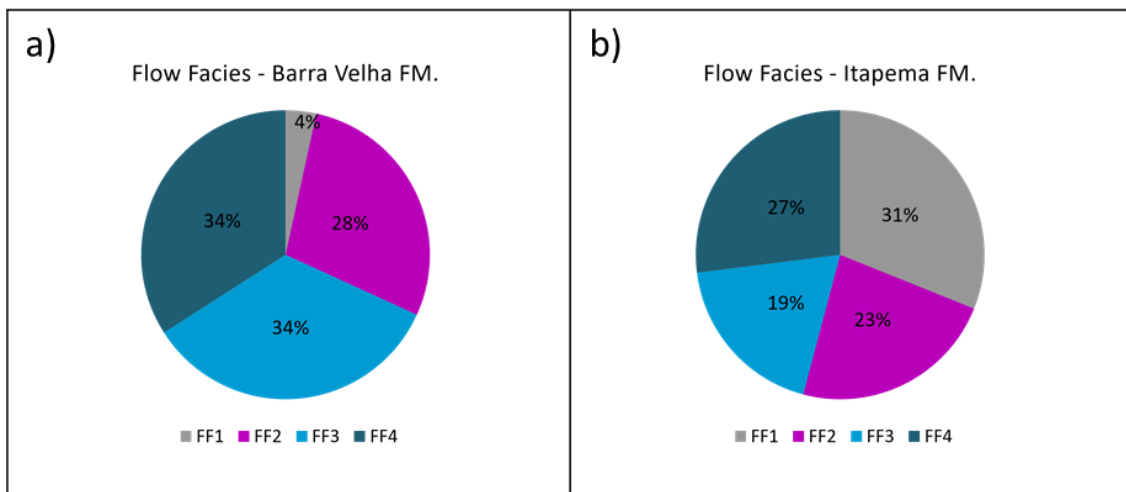 a)
Flow Facies - Barra Velha FM.
4%
28%
34%
34%
FF1 FF2 FF3 FF4
b)
Flow Facies - Itapema FM.
27%
31%
19%
23%
FF1 FF2 FF3 FF4